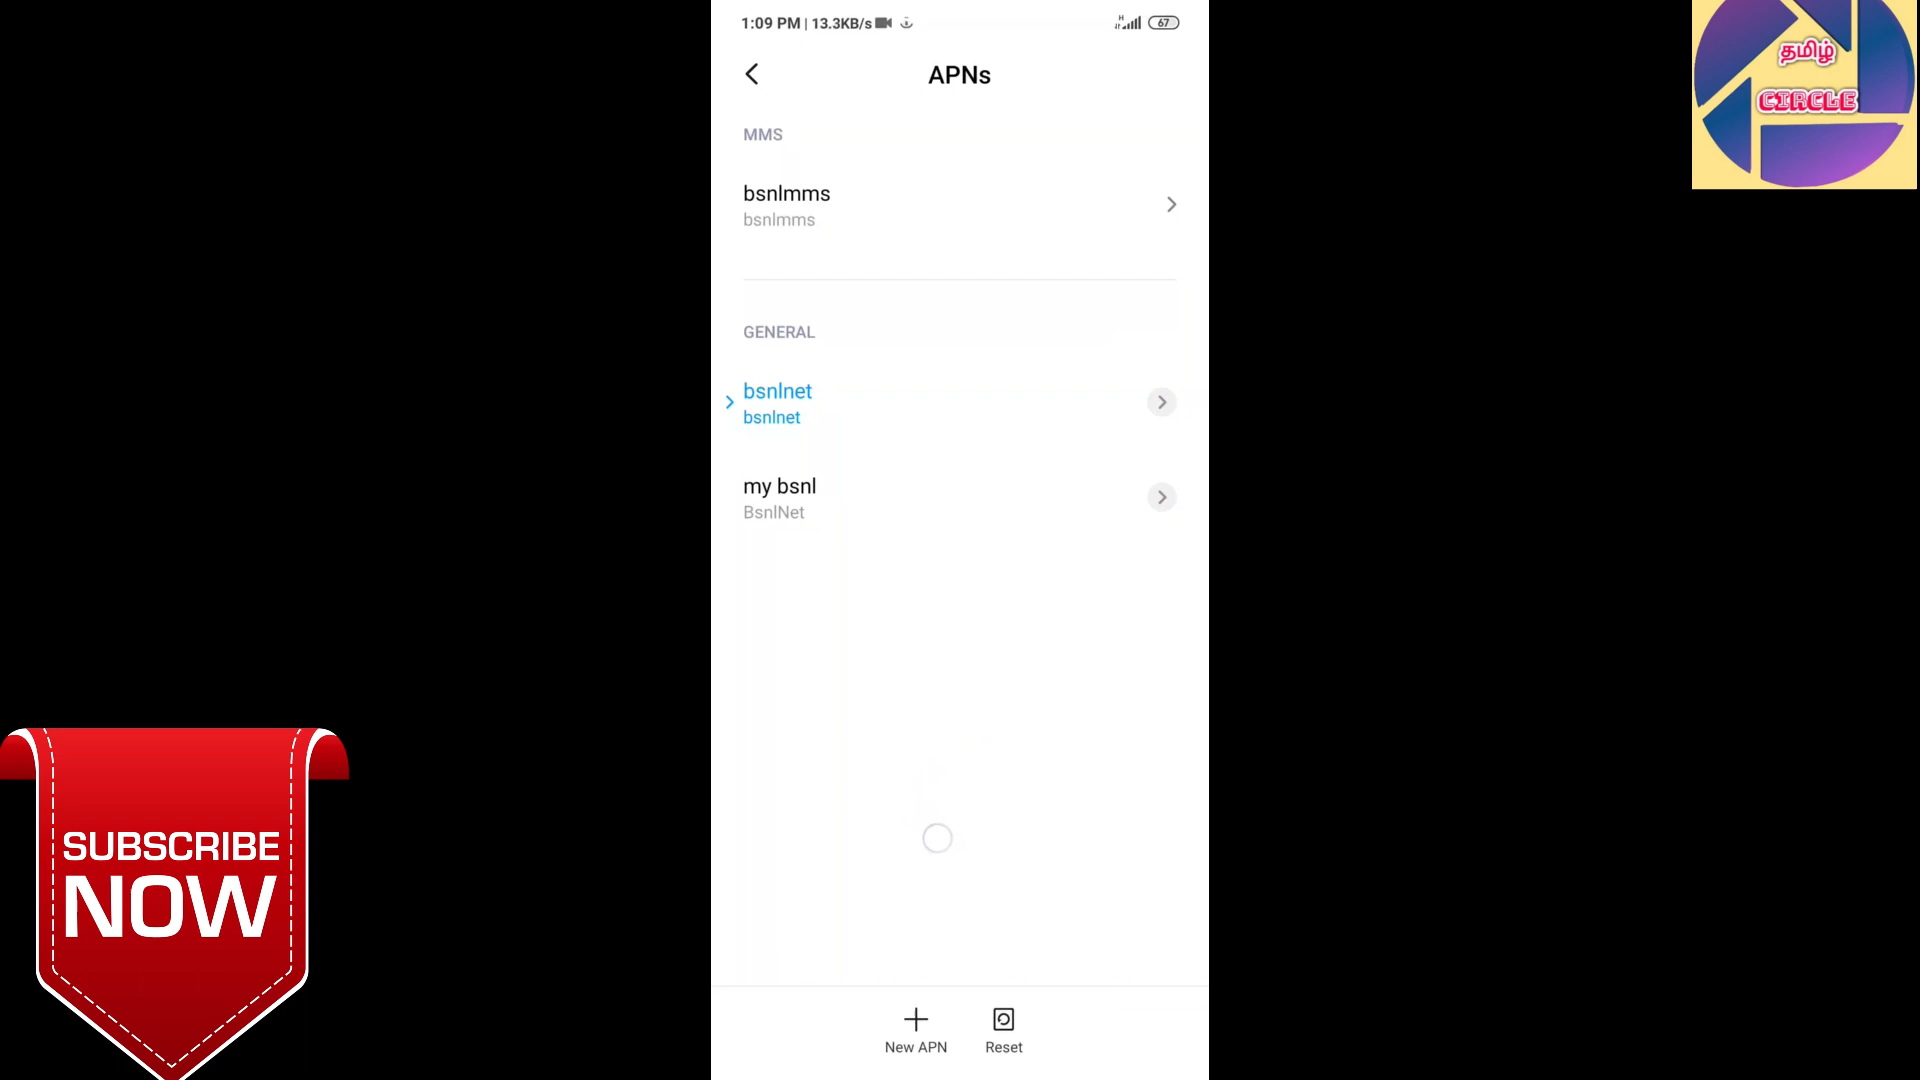 1:09 PM | 13.3KB/s
H
67
APNs
MMS
bsnlmms
bsnlmms
GENERAL
bsnlnet
bsnlnet
my bsnl
BsnlNet
New APN
Reset
தமிழ்
CIRCLE
SUBSCRIBE
NOW